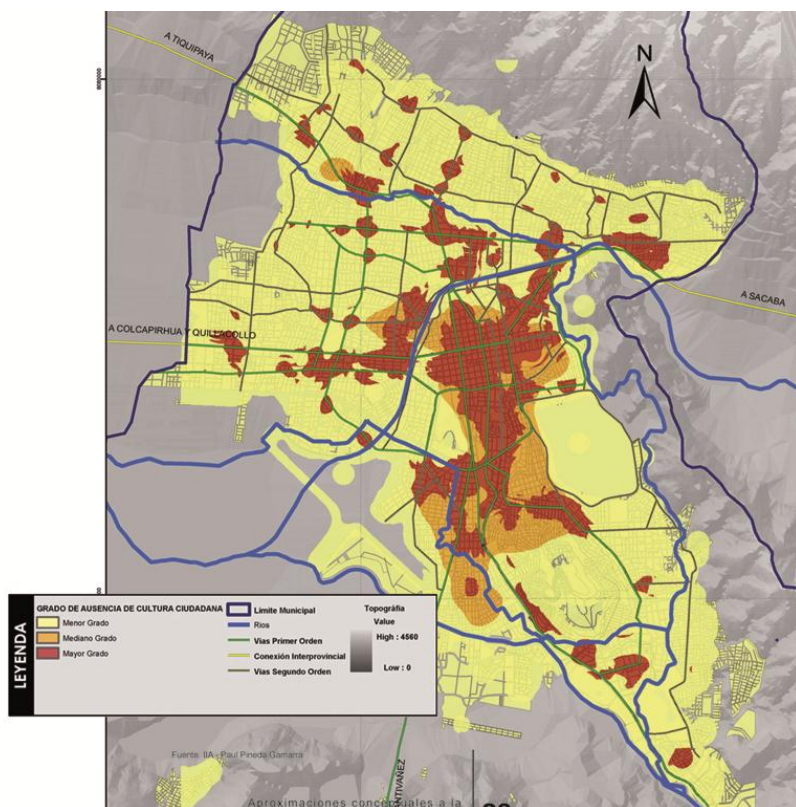 A TIQUIPAYA
N
A SACABA
A COLCAPIRHUA Y QUILLACOLLO
LEYENDA
GRADO DE AUSENCIA DE CULTURA CIUDADANA
Menor Grado
Mediano Grado
Mayor Grado
Limite Municipal
Rios
Vias Primer Orden
Conexión Interprovincial
Vias Segundo Orden
Topográfia
Value
High : 4560
Low : 0
Fuente: IIA - Paul Pineda Gamarra
Aproximaciones conceptuales a la